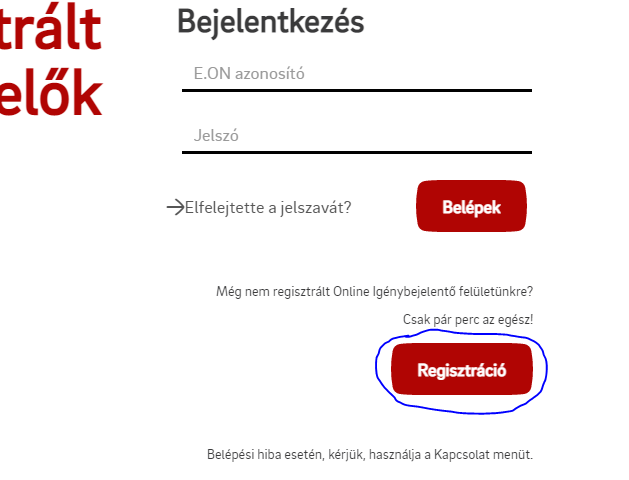 trált
elők
Bejelentkezés
E.ON azonosító
Jelszó
Elfelejtette a jelszavát?
Belépek
Még nem regisztrált Online Igénybejelentő felületünkre?
Csak pár perc az egész!
Regisztráció
Belépési hiba esetén, kérjük, használja a Kapcsolat menüt.